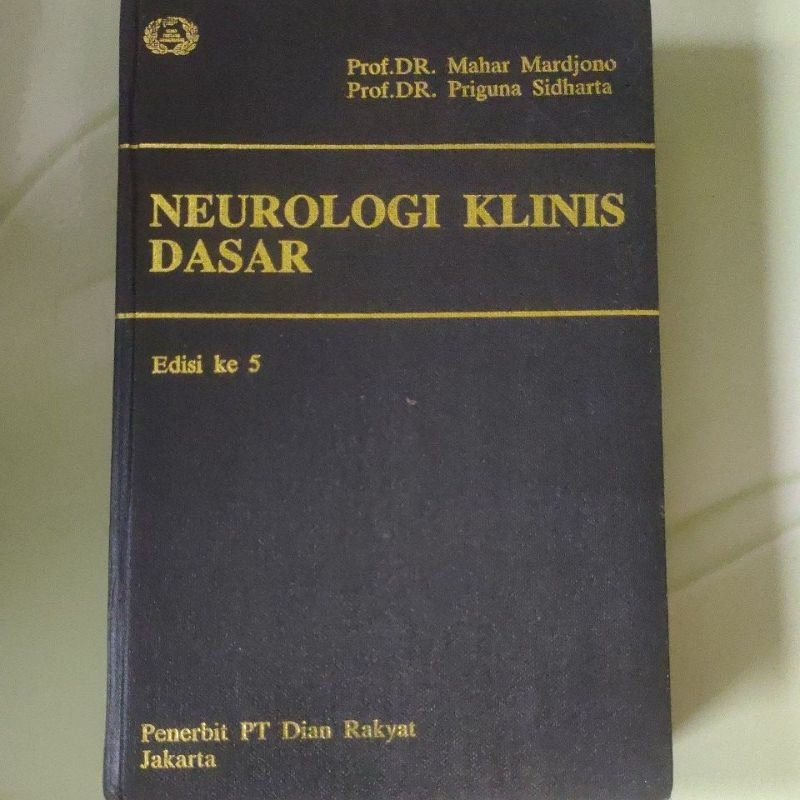 Prof.DR. Mahar Mardjono
Prof.DR. Priguna Sidharta
NEUROLOGI KLINIS
DASAR
Edisi ke 5
Penerbit PT Dian Rakyat
Jakarta